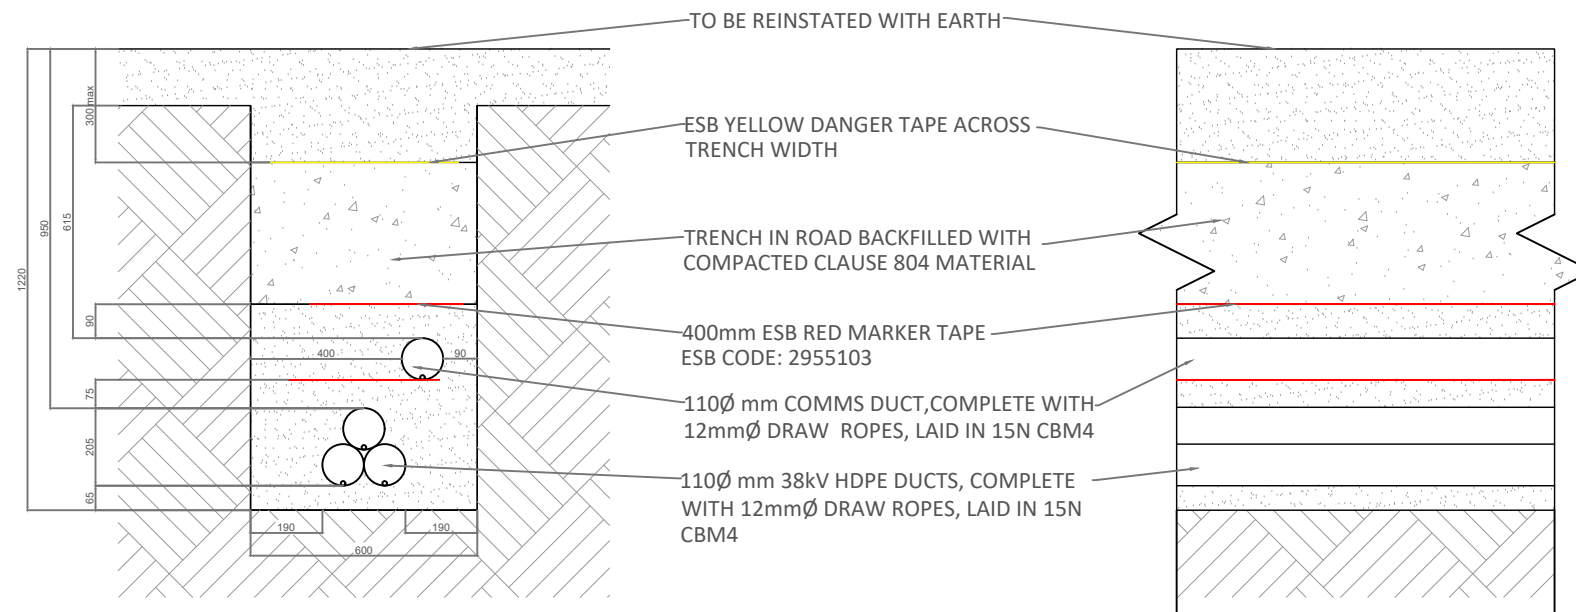 TO BE REINSTATED WITH EARTH
300 max
ESB YELLOW DANGER TAPE ACROSS
TRENCH WIDTH
615
950
1220
TRENCH IN ROAD BACKFILLED WITH
COMPACTED CLAUSE 804 MATERIAL
90
400mm ESB RED MARKER TAPE
ESB CODE: 2955103
400
90
75
110Ø mm COMMS DUCT,COMPLETE WITH
12mmØ DRAW ROPES, LAID IN 15N CBM4
205
110Ø mm 38kV HDPE DUCTS, COMPLETE
WITH 12mmØ DRAW ROPES, LAID IN 15N
CBM4
65
190
190
600